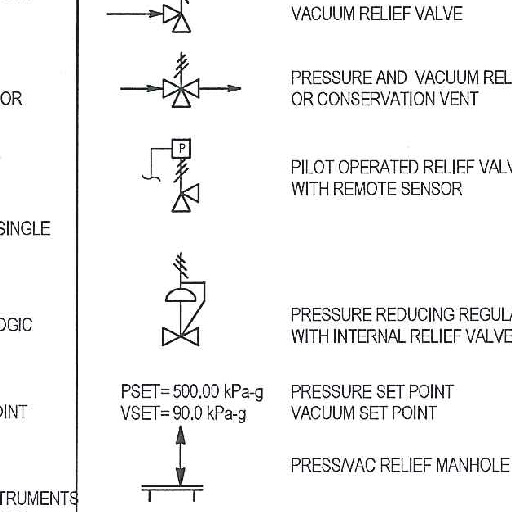 VACUUM RELIEF VALVE
PRESSURE AND VACUUM REL
OR CONSERVATION VENT
OR
P
PILOT OPERATED RELIEF VALV
WITH REMOTE SENSOR
SINGLE
PRESSURE REDUCING REGULA
WITH INTERNAL RELIEF VALVE
OGIC
PSET= 500.00 kPa-g PRESSURE SET POINT
VSET= 90.0 kPa-g VACUUM SET POINT
OINT
PRESS/VAC RELIEF MANHOLE
TRUMENTS